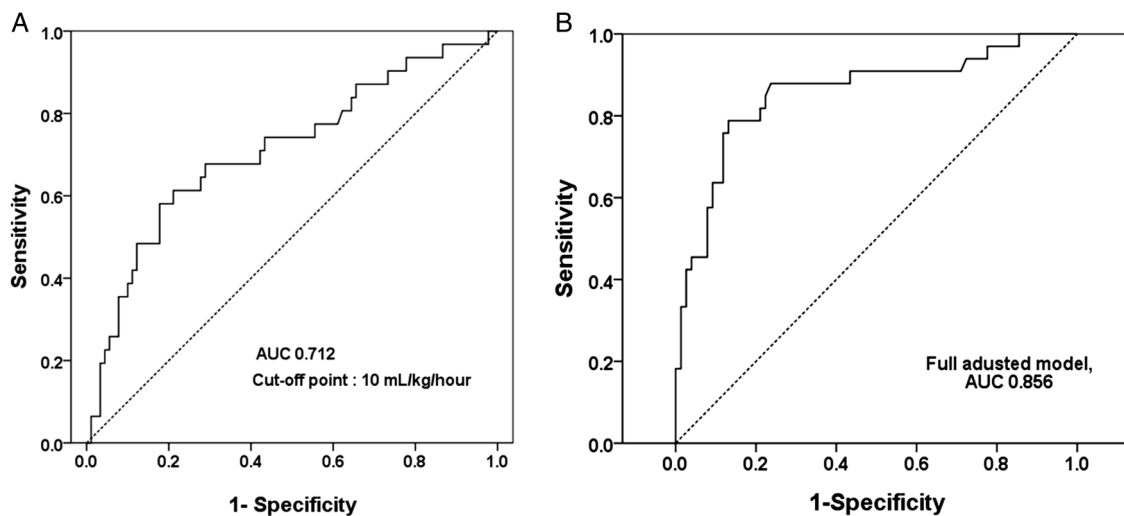 A
1.0
0.8
0.6
0.4
0.2
0.0
Sensitivity
AUC 0.712
Cut-off point : 10 mL/kg/hour
0.0 0.2 0.4 0.6 0.8 1.0
1- Specificity
B
1.0
0.8
0.6
0.4
0.2
0.0
Sensitivity
Full adusted model,
AUC 0.856
0.0 0.2 0.4 0.6 0.8 1.0
1-Specificity